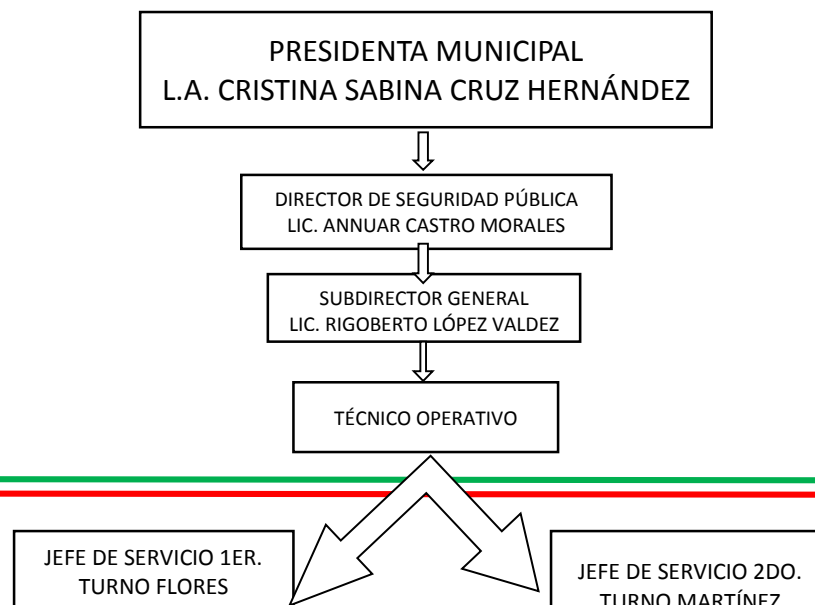 PRESIDENTA MUNICIPAL
L.A. CRISTINA SABINA CRUZ HERNÁNDEZ
DIRECTOR DE SEGURIDAD PÚBLICA
LIC. ANNUAR CASTRO MORALES
SUBDIRECTOR GENERAL
LIC. RIGOBERTO LÓPEZ VALDEZ
TÉCNICO OPERATIVO
JEFE DE SERVICIO 1ER.
TURNO FLORES
JEFE DE SERVICIO 2DO.
TURNO MARTÍNEZ